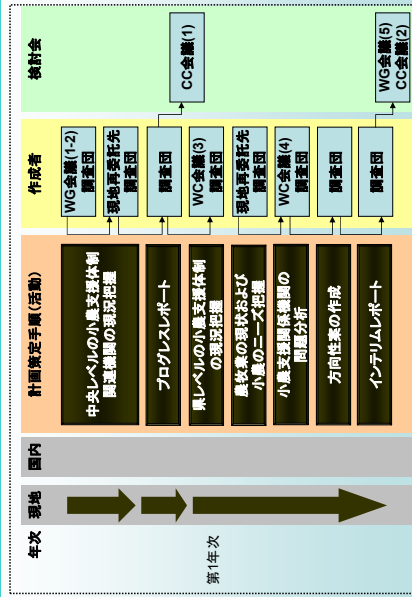 年次
現地
国内
計画策定手順(活動)
作成者
検討会
第1年次
中央レベルの小農支援体制
関連機関の現況把握
WG会議(1-2)
調査団
現地再委託先
調査団
プログレスレポート
調査団
CC会議(1)
県レベルの小農支援体制
の現況把握
WC会議(3)
調査団
農牧業の現状および
小農のニーズ把握
現地再委託先
調査団
小農支援関係機関の
問題分析
WC会議(4)
調査団
方向性案の作成
調査団
インテリムレポート
調査団
WG会議(5)
CC会議(2)